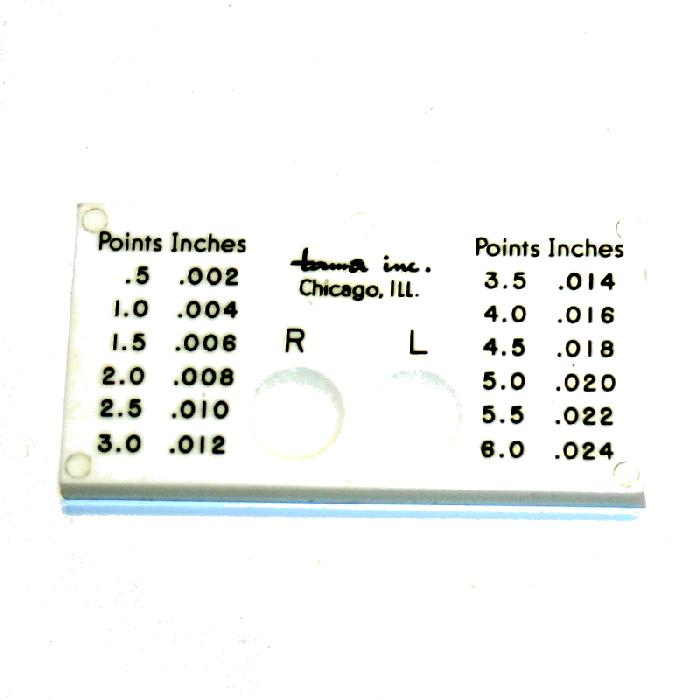 Points Inches
.5 .002
1.0 .004
1.5 .006
2.0 .008
2.5 .010
3.0 .012
inc.
Chicago, ILL.
R L
Points Inches
3.5 .014
4.0 .016
4.5 .018
5.0 .020
5.5 .022
6.0 .024